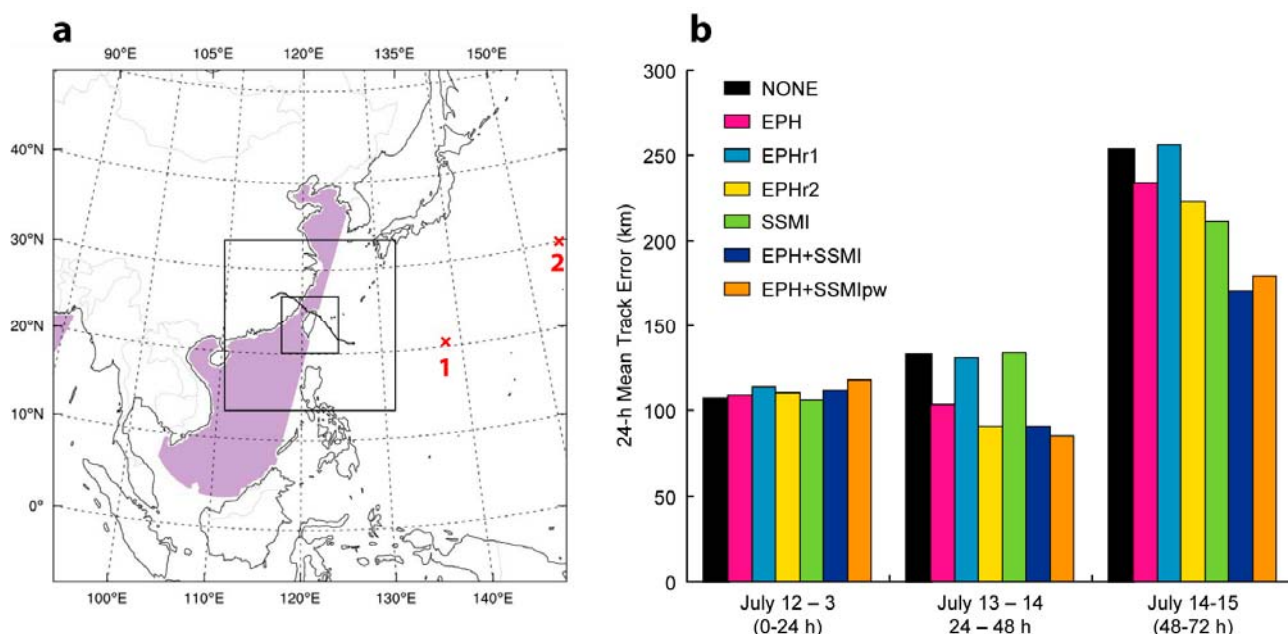 a
90°E 105°E 120°E 135°E 150°E
40°N
30°N
20°N
10°N
0°
2
1
100°E 110°E 120°E 130°E 140°E
b
24-h Mean Track Error (km)
300
250
200
150
100
50
0
NONE
EPH
EPHr1
EPHr2
SSMI
EPH+SSMI
EPH+SSMIpw
July 12 – 3 July 13 – 14 July 14-15
(0-24 h) 24 – 48 h (48-72 h)